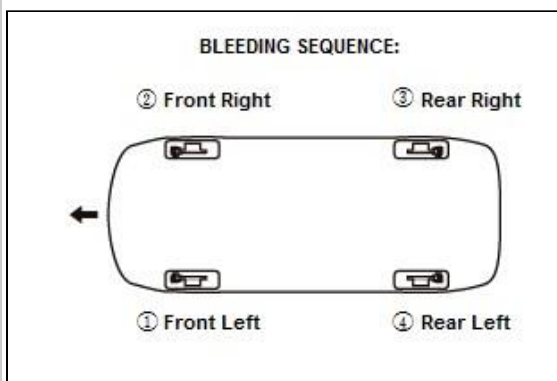 BLEEDING SEQUENCE:
② Front Right ③ Rear Right
① Front Left ④ Rear Left